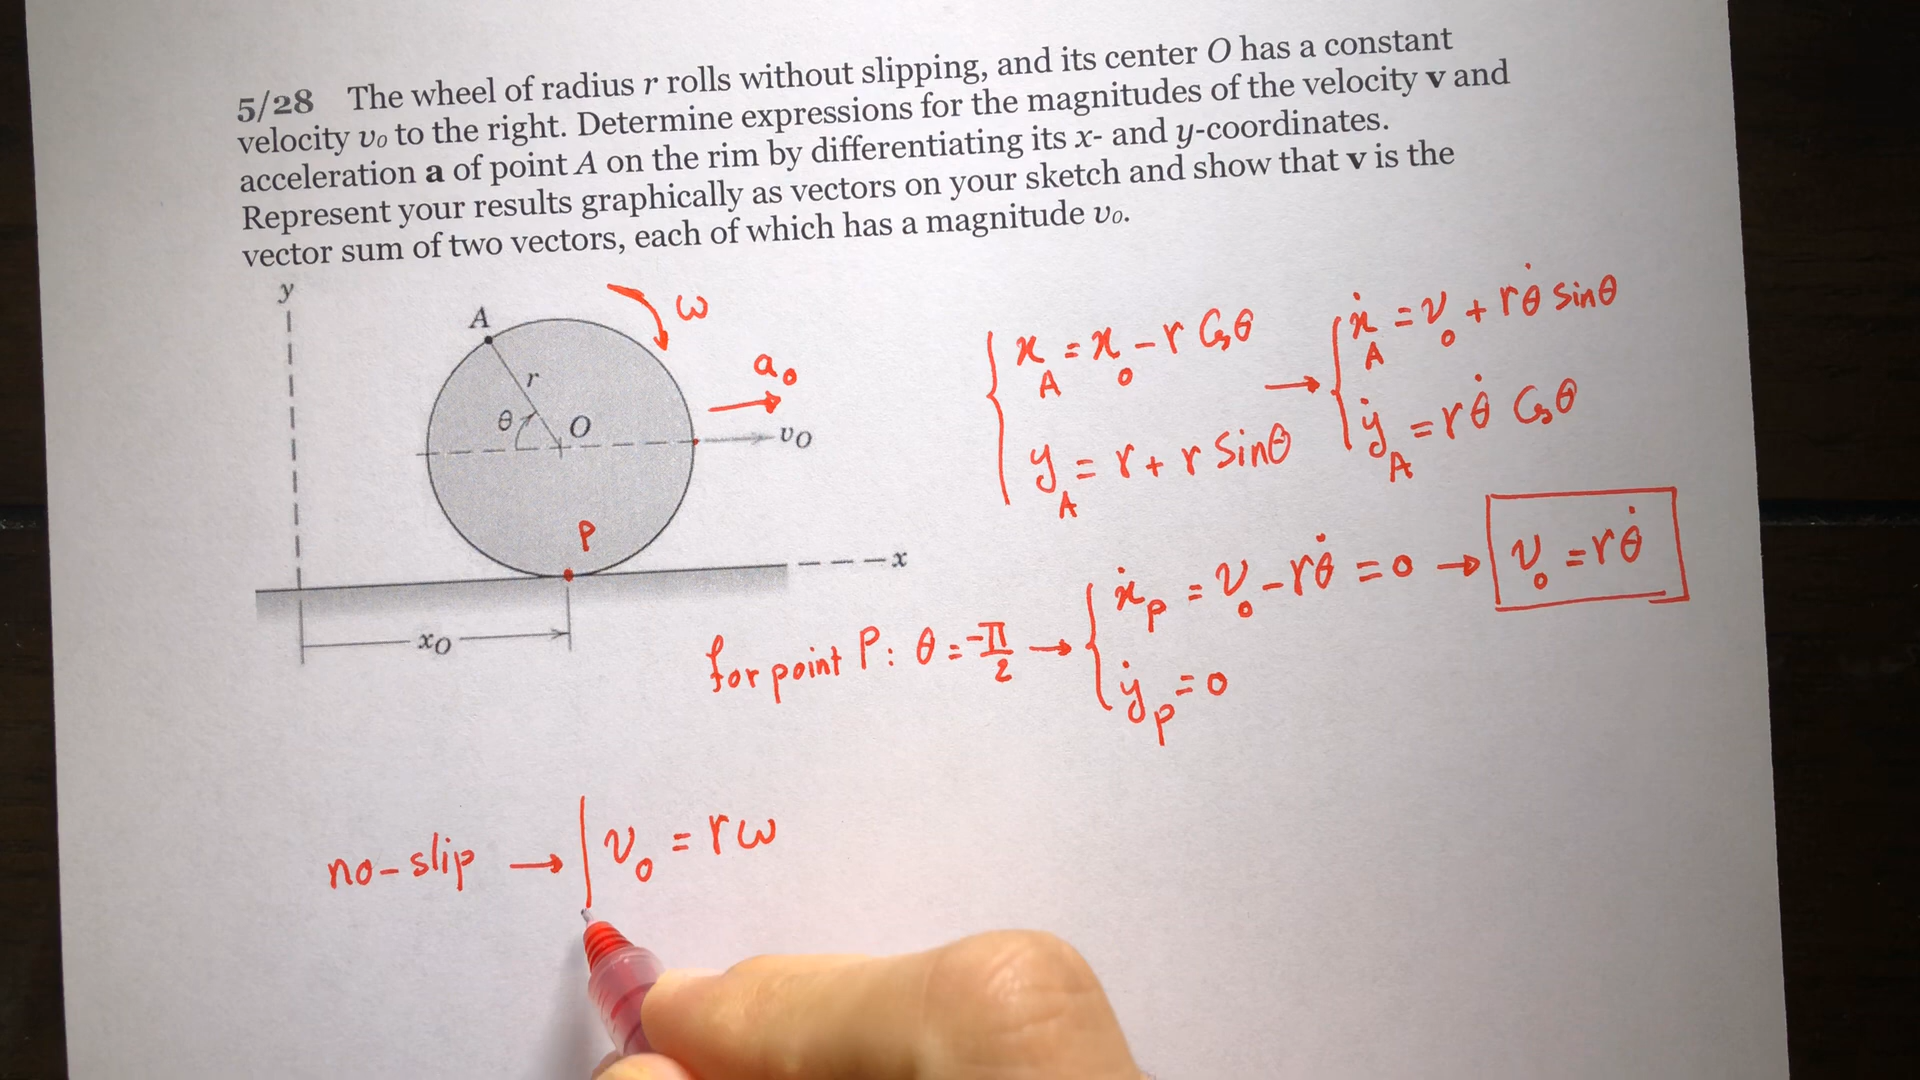 5/28 The wheel of radius r rolls without slipping, and its center O has a constant
velocity vO to the right. Determine expressions for the magnitudes of the velocity v and
acceleration a of point A on the rim by differentiating its x- and y-coordinates.
Represent your results graphically as vectors on your sketch and show that v is the
vector sum of two vectors, each of which has a magnitude vO.
y
A
ω
r
a₀
θ
O
vO
P
x
xO
x_A = x₀ - r Cosθ → ẋ_A = v₀ + rθ̇ sinθ
y_A = r + r Sinθ
ẏ_A = rθ̇ Cosθ
for point P: θ = -π/2 → ẋ_P = v₀ - rθ̇ = 0 → v₀ = rθ̇
ẏ_P = 0
no-slip → v₀ = rω